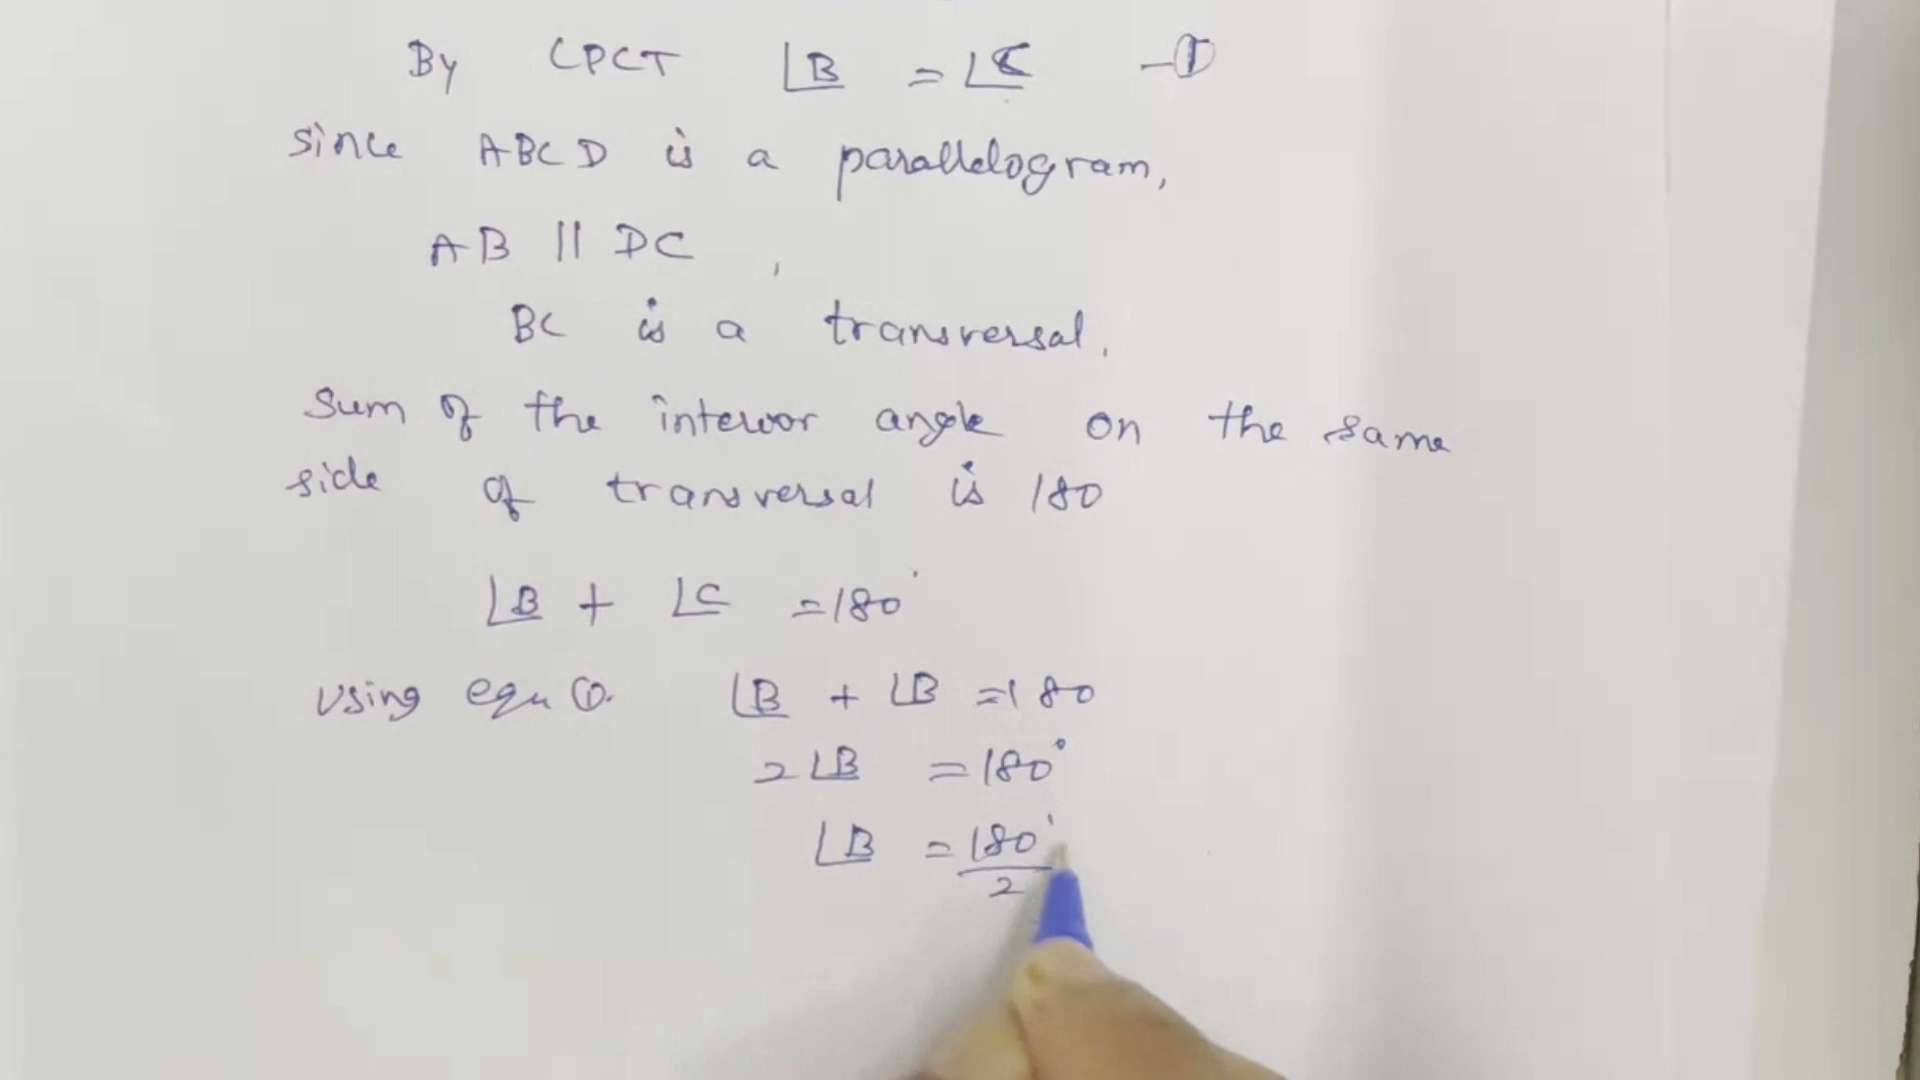 By CPCT ∠B = ∠C —①
since ABCD is a parallelogram,
AB || DC,
BC is a transversal.
Sum of the interior angle on the same
side of transversal is 180
∠B + ∠C = 180°
Using equ ①. ∠B + ∠B = 180
2∠B = 180°
∠B = 180°/2